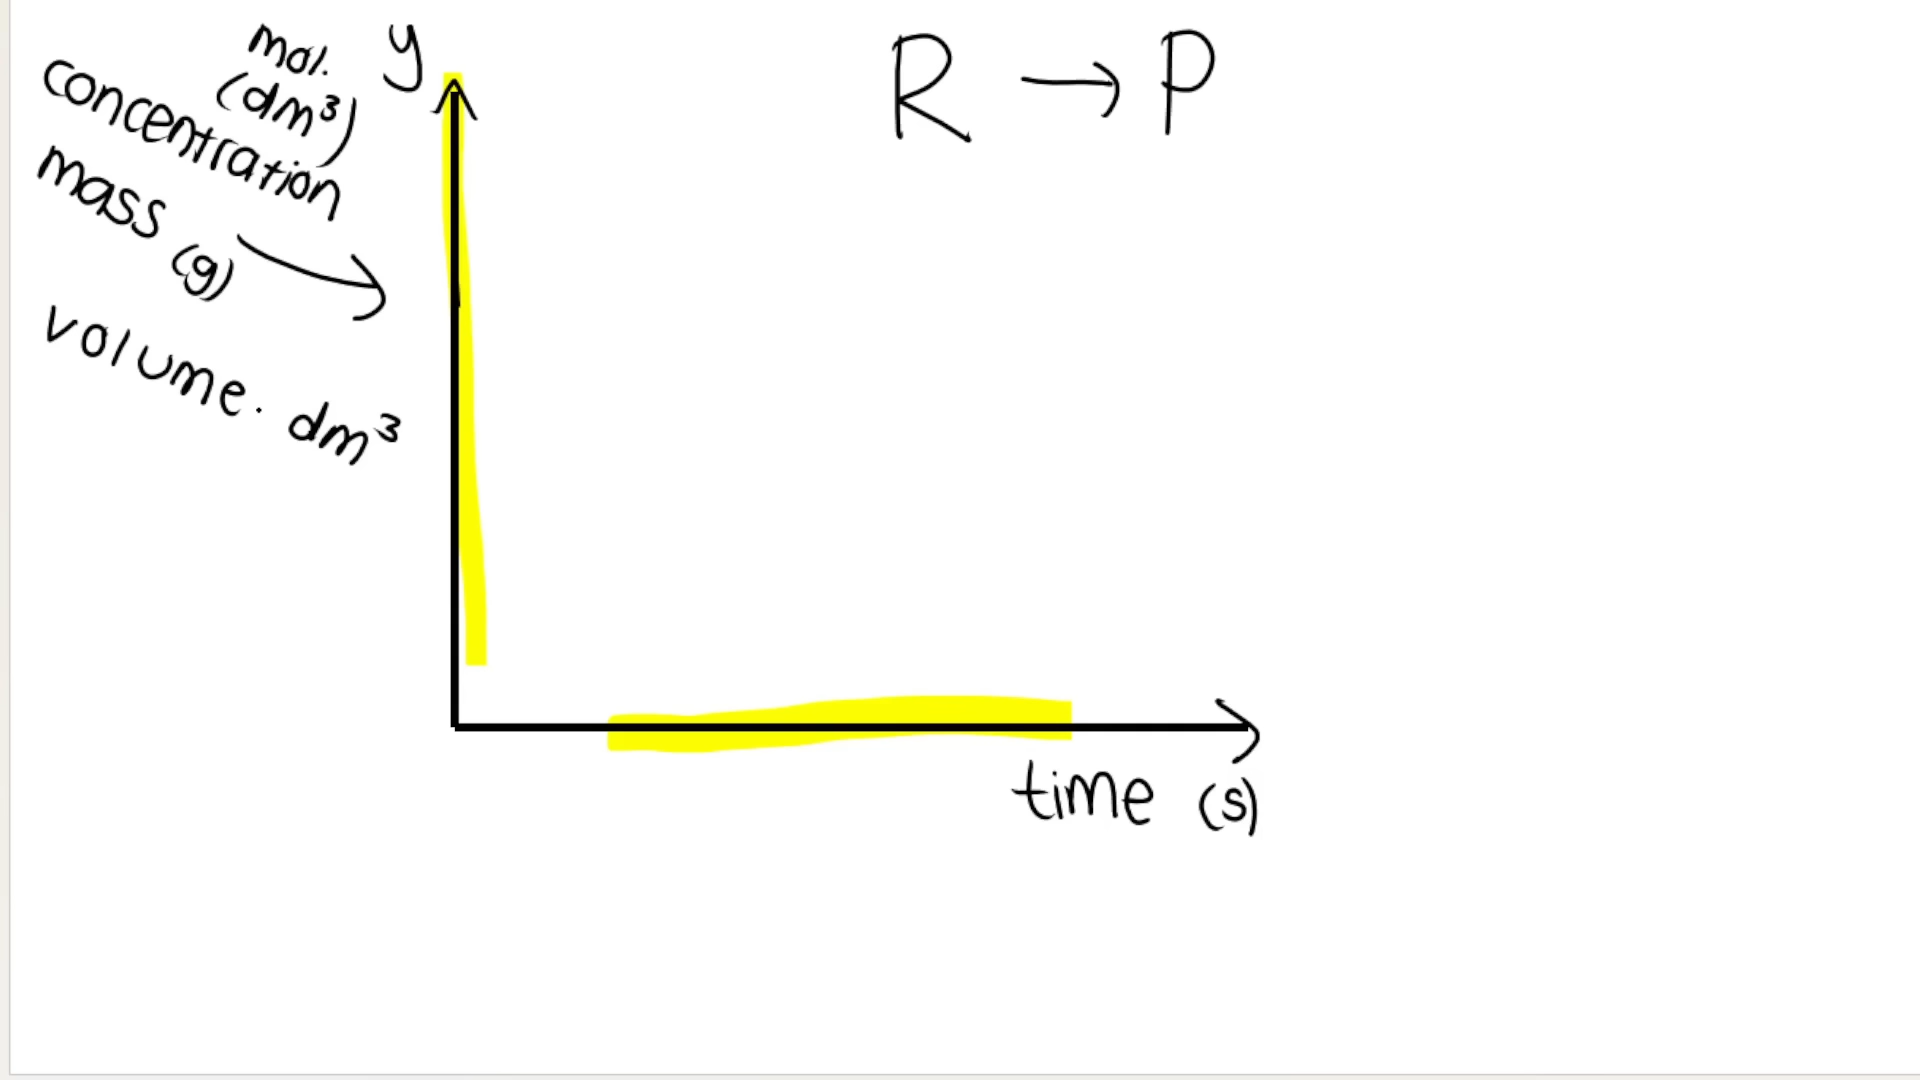 mol.
(dm³)
concentration
mass (g)
volume. dm³
y
R → P
time (s)